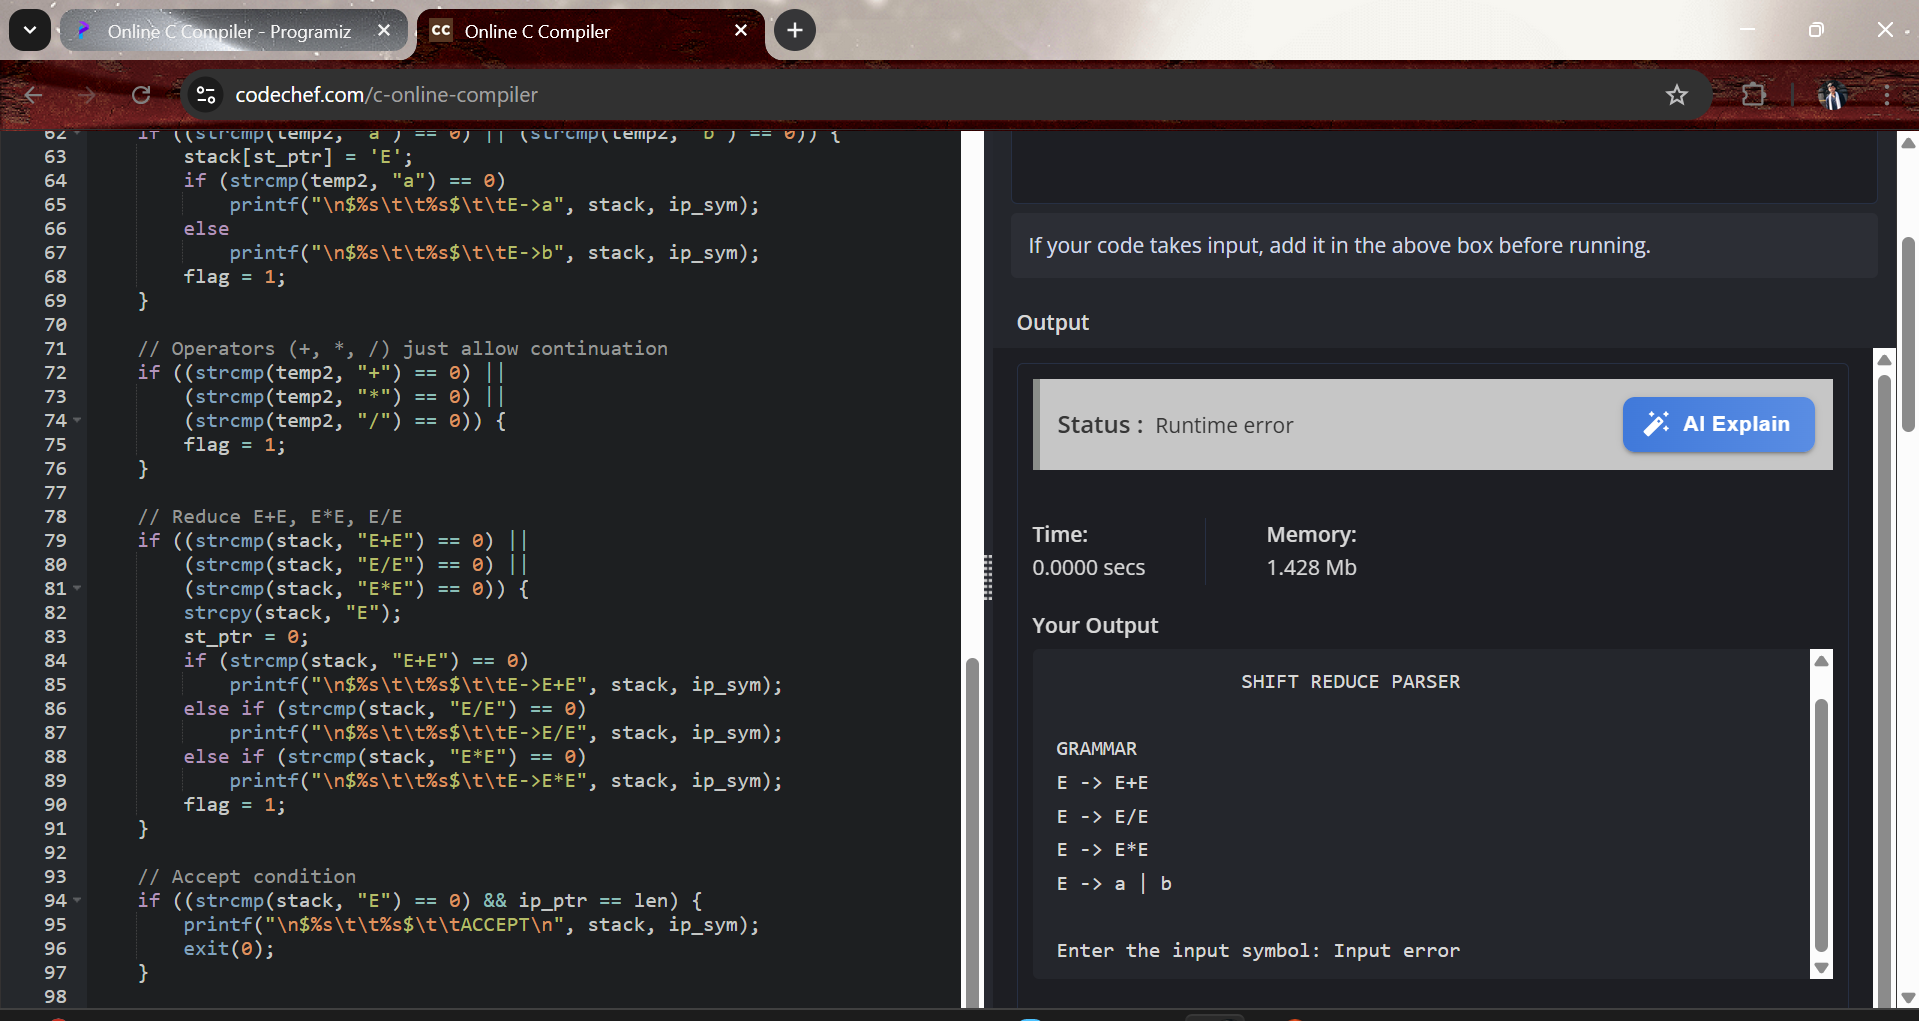 Online C Compiler - Programiz
CC Online C Compiler
codechef.com/c-online-compiler
62 if ((strcmp(temp2, "a") == 0) || (strcmp(temp2, "b") == 0)) {
63 stack[st_ptr] = 'E';
64 if (strcmp(temp2, "a") == 0)
65 printf("\n$%s\t\t%s$\t\tE->a", stack, ip_sym);
66 else
67 printf("\n$%s\t\t%s$\t\tE->b", stack, ip_sym);
68 flag = 1;
69 }
70
71 // Operators (+, *, /) just allow continuation
72 if ((strcmp(temp2, "+") == 0) ||
73 (strcmp(temp2, "*") == 0) ||
74 (strcmp(temp2, "/") == 0)) {
75 flag = 1;
76 }
77
78 // Reduce E+E, E*E, E/E
79 if ((strcmp(stack, "E+E") == 0) ||
80 (strcmp(stack, "E/E") == 0) ||
81 (strcmp(stack, "E*E") == 0)) {
82 strcpy(stack, "E");
83 st_ptr = 0;
84 if (strcmp(stack, "E+E") == 0)
85 printf("\n$%s\t\t%s$\t\tE->E+E", stack, ip_sym);
86 else if (strcmp(stack, "E/E") == 0)
87 printf("\n$%s\t\t%s$\t\tE->E/E", stack, ip_sym);
88 else if (strcmp(stack, "E*E") == 0)
89 printf("\n$%s\t\t%s$\t\tE->E*E", stack, ip_sym);
90 flag = 1;
91 }
92
93 // Accept condition
94 if ((strcmp(stack, "E") == 0) && ip_ptr == len) {
95 printf("\n$%s\t\t%s$\t\tACCEPT\n", stack, ip_sym);
96 exit(0);
97 }
98
If your code takes input, add it in the above box before running.
Output
Status : Runtime error
AI Explain
Time:
0.0000 secs
Memory:
1.428 Mb
Your Output
SHIFT REDUCE PARSER
GRAMMAR
E -> E+E
E -> E/E
E -> E*E
E -> a | b
Enter the input symbol: Input error